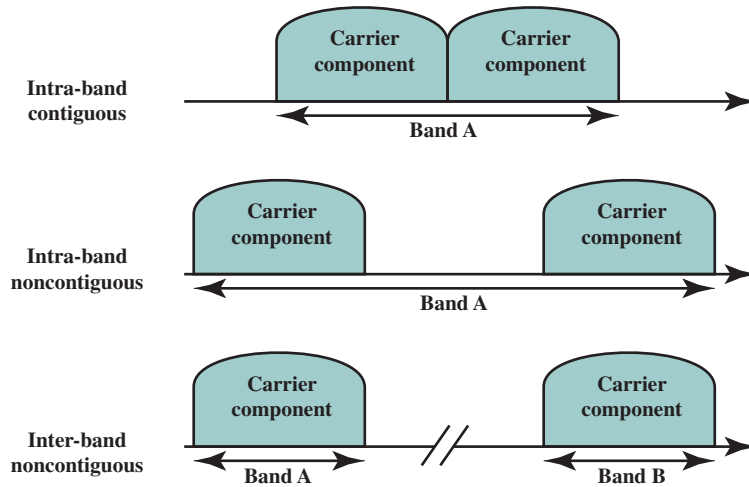 Intra-band
contiguous
Carrier
component
Carrier
component
Band A
Intra-band
noncontiguous
Carrier
component
Carrier
component
Band A
Inter-band
noncontiguous
Carrier
component
Carrier
component
Band A
Band B